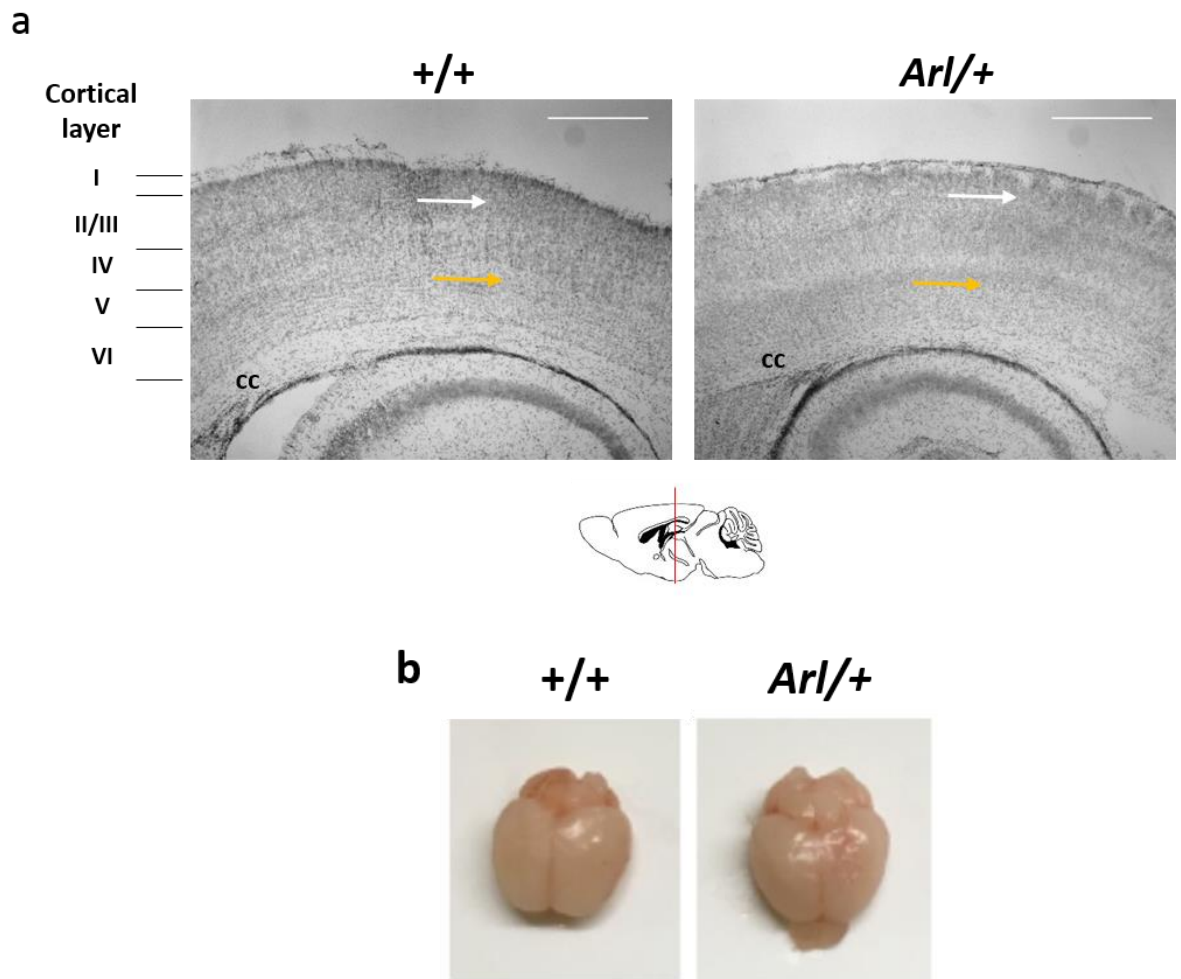 a
+/+
Arl/+
Cortical
layer
I
II/III
IV
V
VI
cc
cc
b
+/+
Arl/+